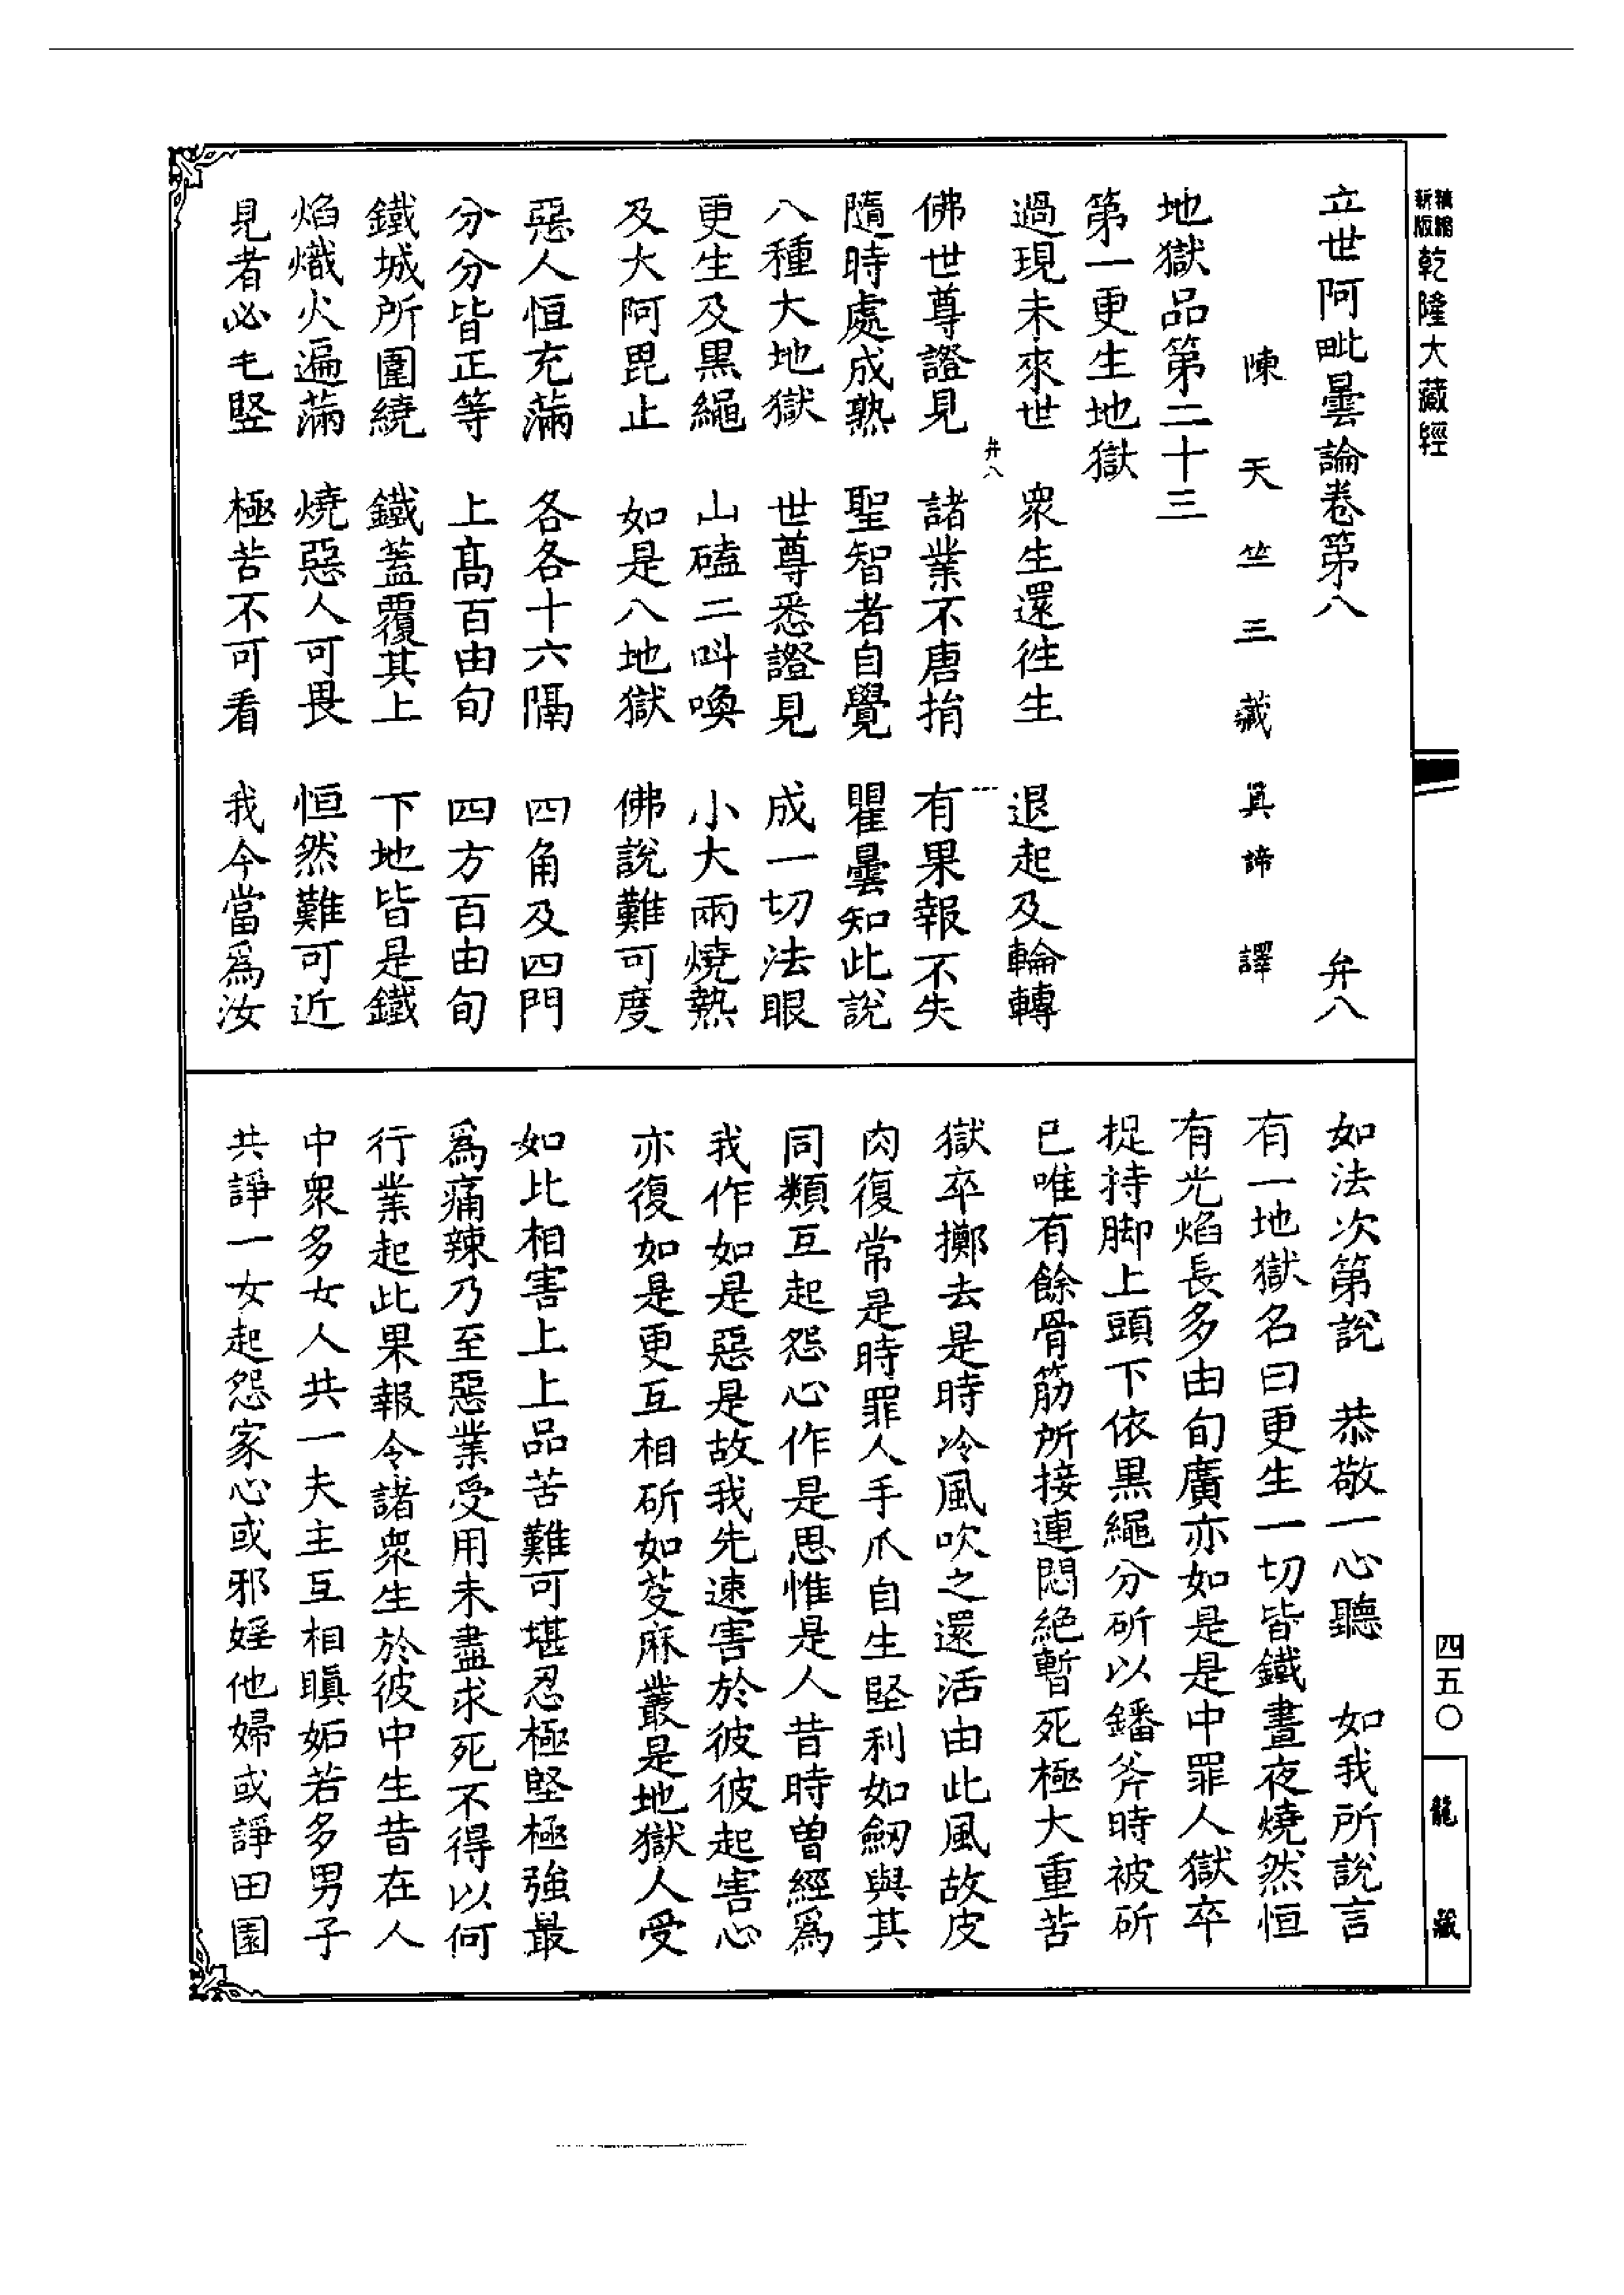 新版精縮乾隆大藏經
立世阿毗曇論卷第八 弁八
陳天竺三藏眞諦譯
地獄品第二十三
第一更生地獄
過現未來世 衆生還徃生 退起及輪轉
弁八
佛世尊證見 諸業不唐捐 有果報不失
隨時處成熟 聖智者自覺 瞿曇知此說
八種大地獄 世尊悉證見 成一切法眼
更生及黑繩 山磕二叫喚 小大兩燒熱
及大阿毘止 如是八地獄 佛說難可度
惡人恒充滿 各各十六隔 四角及四門
分分皆正等 上高百由旬 四方百由旬
鐵城所圍繞 鐵蓋覆其上 下地皆是鐵
焰熾火遍滿 燒惡人可畏 恒然難可近
見者必毛竪 極苦不可看 我今當爲汝
如法次第說 恭敬一心聽 如我所說言
有一地獄名曰更生一切皆鐵晝夜燒然恒
有光焰長多由旬廣亦如是是中罪人獄卒
捉持脚上頭下依黑繩分斫以鐇斧時被斫
已唯有餘骨筋所接連悶絕暫死極大重苦
獄卒擲去是時冷風吹之還活由此風故皮
肉復常是時罪人手爪自生堅利如劒與其
同類互起怨心作是思惟是人昔時曽經爲
我作如是惡是故我先速害於彼彼起害心
亦復如是更互相斫如芟麻叢是地獄人受
如比相害上上品苦難可堪忍極堅極強最
爲痛辣乃至惡業受用未盡求死不得以何
行業起此果報令諸衆生於彼中生昔在人
中衆多女人共一夫主互相瞋妬若多男子
共諍一女起怨家心或邪婬他婦或諍田園
四五〇
龍藏